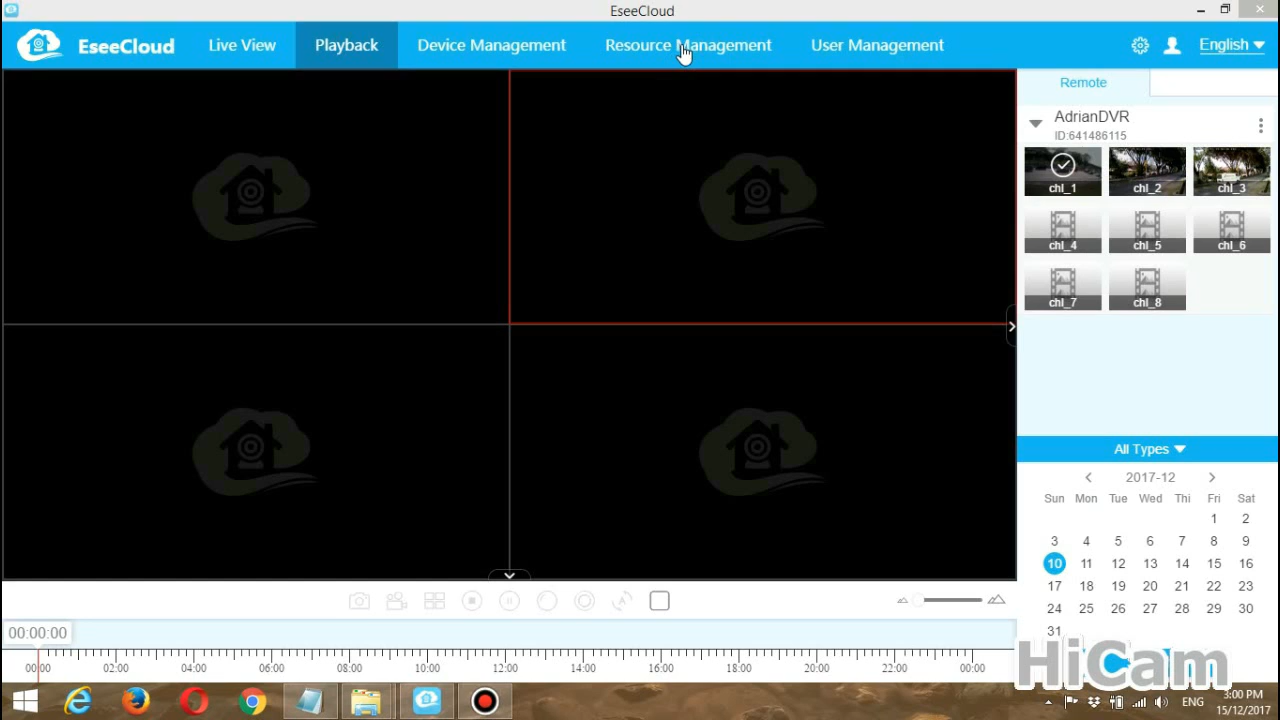 EseeCloud
EseeCloud
Live View
Playback
Device Management
Resource Management
User Management
English
Remote
AdrianDVR
ID:641486115
chl_1
chl_2
chl_3
chl_4
chl_5
chl_6
chl_7
chl_8
All Types
2017-12
Sun Mon Tue Wed Thi Fri Sat
1 2
3 4 5 6 7 8 9
10 11 12 13 14 15 16
17 18 19 20 21 22 23
24 25 26 27 28 29 30
31
A
00:00:00
00:00 02:00 04:00 06:00 08:00 10:00 12:00 14:00 16:00 18:00 20:00 22:00 00:00
HiCam
ENG
3:00 PM
15/12/2017